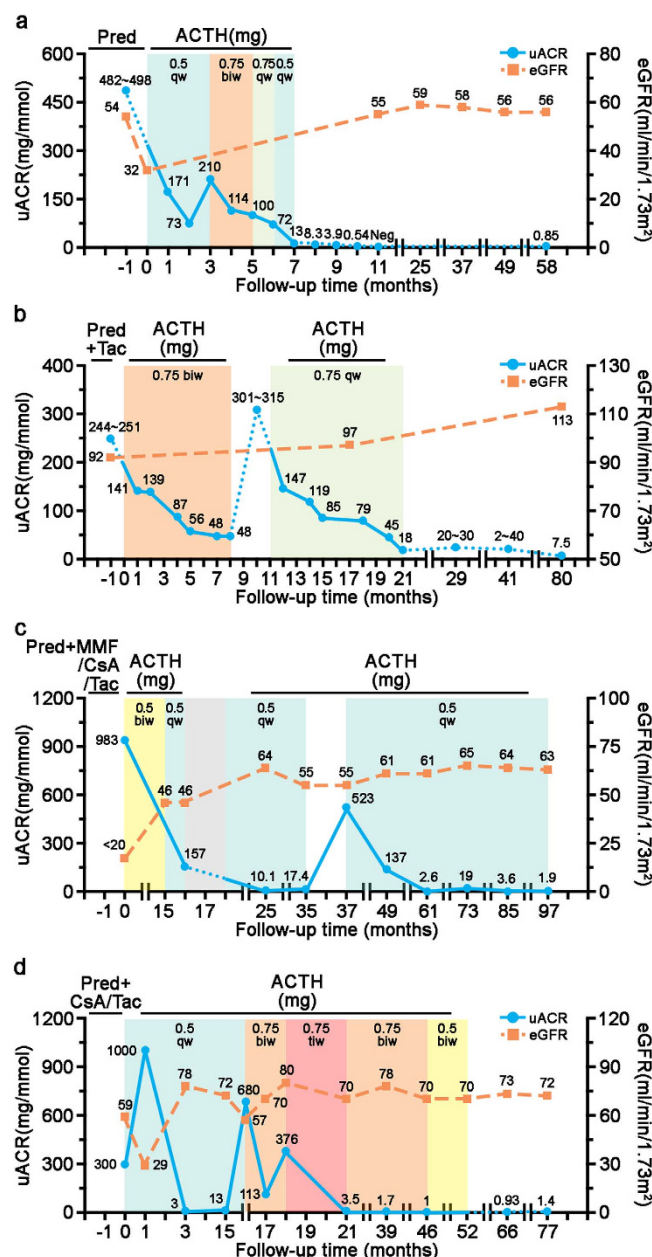 a
Pred ACTH(mg)
600 80
482~498 0.5 qw 0.75 biw 0.75 qw 0.5 qw uACR
eGFR
450 60
54 55 59 58 56 56
uACR(mg/mmol) eGFR(ml/min/1.73m²)
300 40
32 171 210
150 20
73 114 100 72
13 8.3 3.9 0.54 Neg 0.85
0 0
-1 0 1 3 5 7 9 11 25 37 49 58
Follow-up time (months)
b
Pred +Tac ACTH (mg) ACTH (mg)
400 130
0.75 biw 0.75 qw uACR
eGFR
301~315
300 110
244~251 97 113
92
200 90
uACR(mg/mmol) eGFR(ml/min/1.73m²)
141 139 147 119
100 70
87 56 48 48 85 79 45 18 20~30 2~40 7.5
0 50
-1 0 1 3 5 7 9 11 13 15 17 19 21 29 41 80
Follow-up time (months)
c
Pred+MMF /CsA /Tac ACTH (mg) ACTH (mg)
1200 100
0.5 biw 0.5 qw 0.5 qw 0.5 qw
983
900 75
64 55 55 61 61 65 64 63
uACR(mg/mmol) eGFR(ml/min/1.73m²)
600 50
46 46 523
300 25
<20 157 137
10.1 17.4 2.6 19 3.6 1.9
0 0
-1 0 15 17 25 35 37 49 61 73 85 97
Follow-up time (months)
d
Pred+ CsA/Tac ACTH (mg)
1200 120
0.5 qw 0.75 biw 0.75 tiw 0.75 biw 0.5 biw uACR
eGFR
1000
900 90
78 72 80 78
59 680 70 70 70 70 73 72
600 60
57
uACR(mg/mmol) eGFR(ml/min/1.73m²)
300 29 376
300 30
3 13 113 3.5 1.7 1 0.93 1.4
0 0
-1 0 1 3 15 17 19 21 39 46 52 66 77
Follow-up time (months)